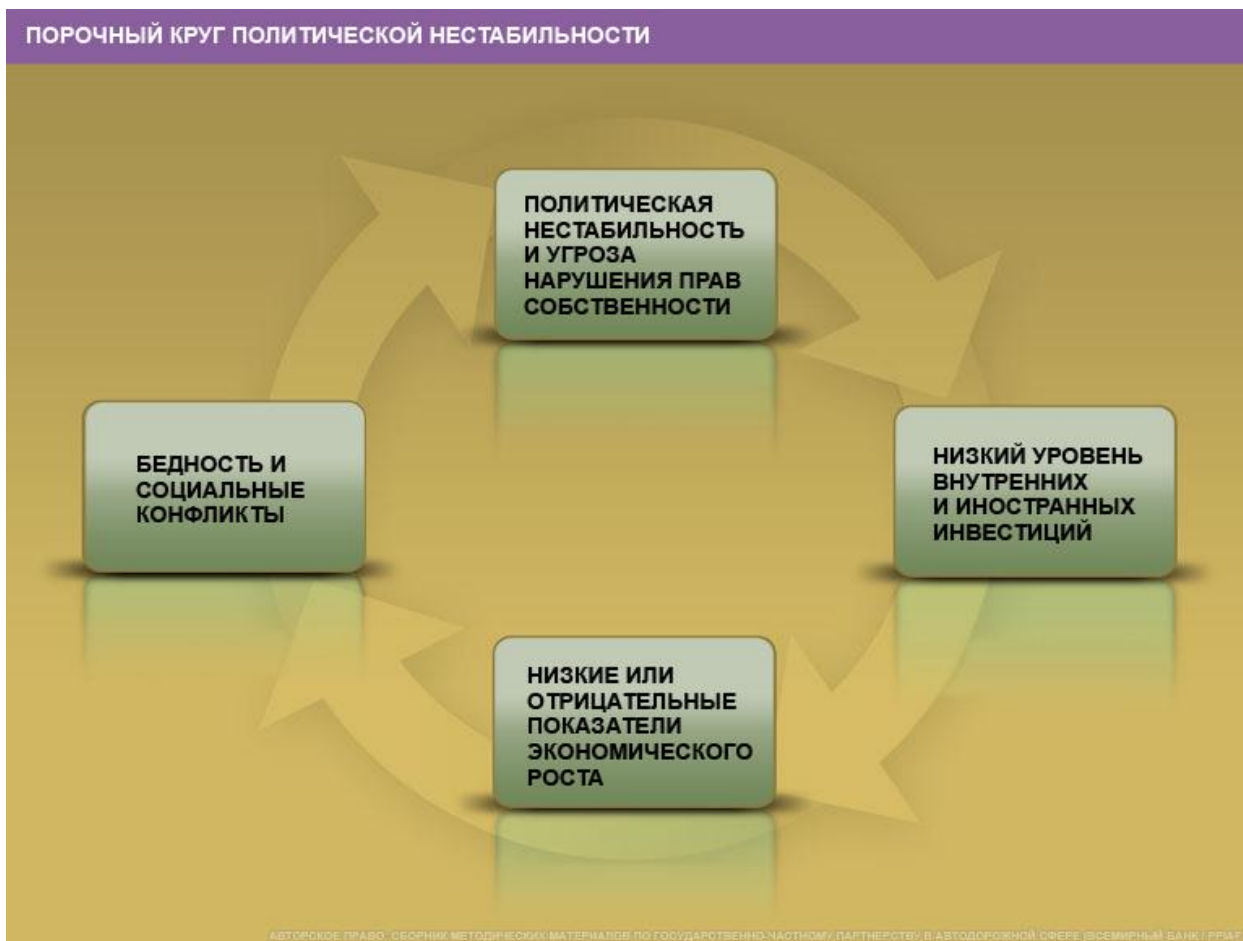 ПОРОЧНЫЙ КРУГ ПОЛИТИЧЕСКОЙ НЕСТАБИЛЬНОСТИ
ПОЛИТИЧЕСКАЯ
НЕСТАБИЛЬНОСТЬ
И УГРОЗА
НАРУШЕНИЯ ПРАВ
СОБСТВЕННОСТИ
НИЗКИЙ УРОВЕНЬ
ВНУТРЕННИХ
И ИНОСТРАННЫХ
ИНВЕСТИЦИЙ
НИЗКИЕ ИЛИ
ОТРИЦАТЕЛЬНЫЕ
ПОКАЗАТЕЛИ
ЭКОНОМИЧЕСКОГО
РОСТА
БЕДНОСТЬ И
СОЦИАЛЬНЫЕ
КОНФЛИКТЫ
АВТОРСКОЕ ПРАВО: СБОРНИК МЕТОДИЧЕСКИХ МАТЕРИАЛОВ ПО ГОСУДАРСТВЕННО-ЧАСТНОМУ ПАРТНЕРСТВУ В АВТОДОРОЖНОЙ СФЕРЕ (ВСЕМИРНЫЙ БАНК / PPIAF